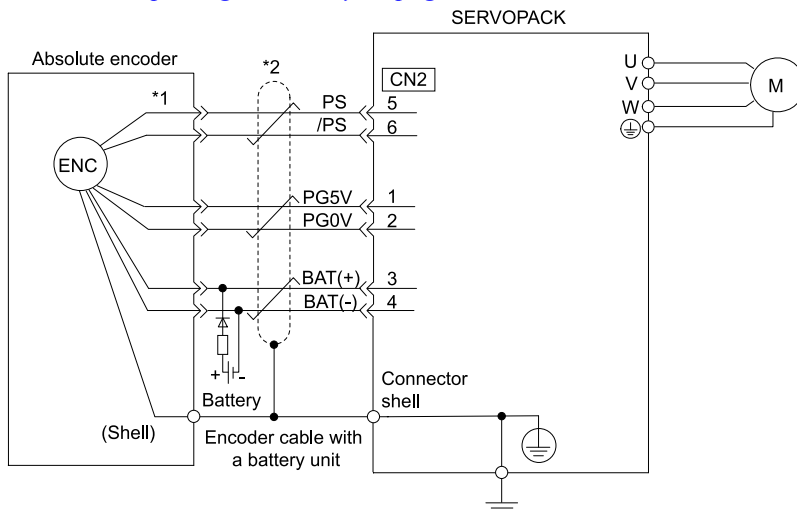 SERVOPACK
Absolute encoder
*2
*1
CN2
PS
5
/PS
6
ENC
PG5V
1
PG0V
2
BAT(+)
3
BAT(-)
4
+
-
Battery
(Shell)
Encoder cable with
a battery unit
Connector
shell
U
V
W
M